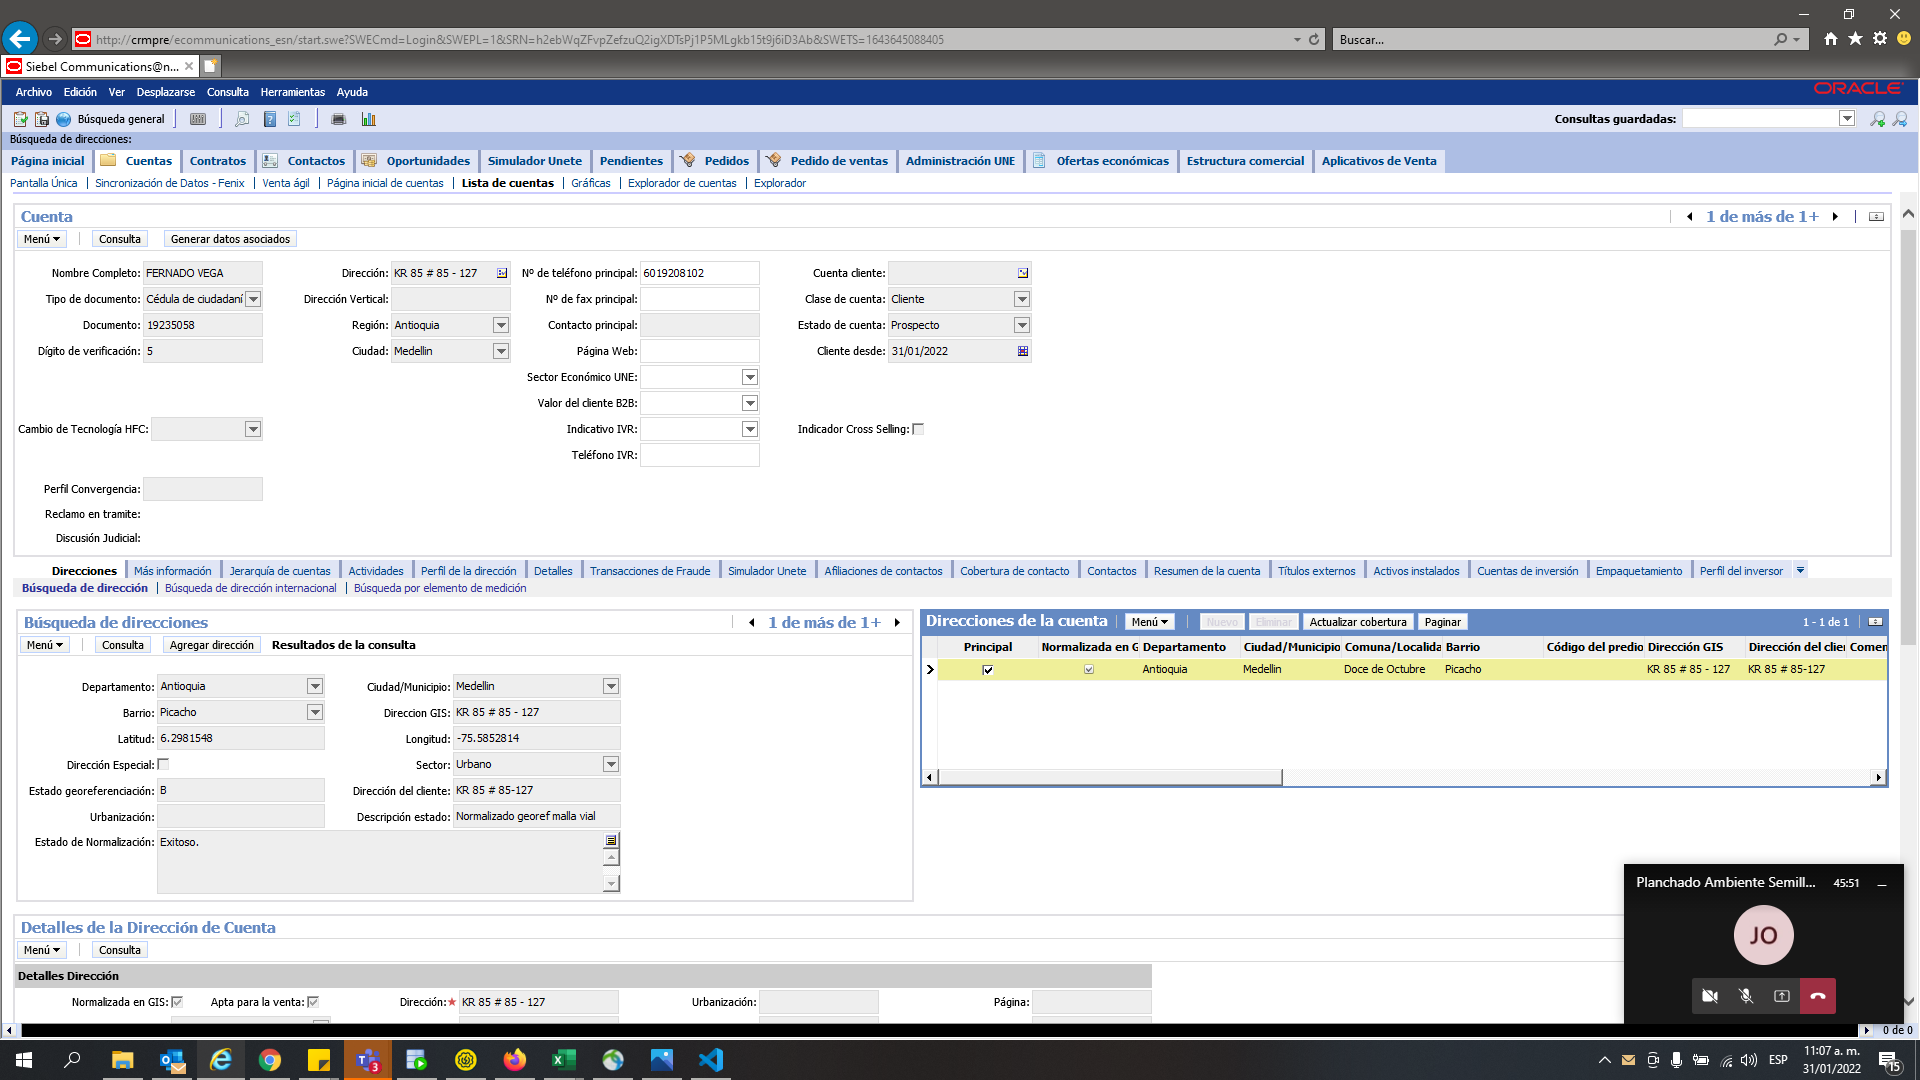 http://crmpre/ecommunications_esn/start.swe?SWECmd=Login&SWEPL=1&SRN=h2ebWqZFvpZefzuQ2igXDTsPj1P5MLgkb15t9j6iD3Ab&SWETS=1643645088405
Buscar...
Siebel Communications@n...
Archivo Edición Ver Desplazarse Consulta Herramientas Ayuda
ORACLE
Búsqueda general
Consultas guardadas:
Búsqueda de direcciones:
Página inicial Cuentas Contratos Contactos Oportunidades Simulador Unete Pendientes Pedidos Pedido de ventas Administración UNE Ofertas económicas Estructura comercial Aplicativos de Venta
Pantalla Única Sincronización de Datos - Fenix Venta ágil Página inicial de cuentas Lista de cuentas Gráficas Explorador de cuentas Explorador
Cuenta
1 de más de 1+
Menú Consulta Generar datos asociados
Nombre Completo: FERNADO VEGA Dirección: KR 85 # 85 - 127 Nº de teléfono principal: 6019208102 Cuenta cliente:
Tipo de documento: Cédula de ciudadaní Dirección Vertical: Nº de fax principal: Clase de cuenta: Cliente
Documento: 19235058 Región: Antioquia Contacto principal: Estado de cuenta: Prospecto
Dígito de verificación: 5 Ciudad: Medellin Página Web: Cliente desde: 31/01/2022
Sector Económico UNE:
Valor del cliente B2B:
Cambio de Tecnología HFC: Indicativo IVR: Indicador Cross Selling:
Teléfono IVR:
Perfil Convergencia:
Reclamo en tramite:
Discusión Judicial:
Direcciones Más información Jerarquía de cuentas Actividades Perfil de la dirección Detalles Transacciones de Fraude Simulador Unete Afiliaciones de contactos Cobertura de contacto Contactos Resumen de la cuenta Títulos externos Activos instalados Cuentas de inversión Empaquetamiento Perfil del inversor
Búsqueda de dirección Búsqueda de dirección internacional Búsqueda por elemento de medición
Búsqueda de direcciones
1 de más de 1+
Menú Consulta Agregar dirección Resultados de la consulta
Departamento: Antioquia Ciudad/Municipio: Medellin
Barrio: Picacho Direccion GIS: KR 85 # 85 - 127
Latitud: 6.2981548 Longitud: -75.5852814
Dirección Especial: Sector: Urbano
Estado georeferenciación: B Dirección del cliente: KR 85 # 85-127
Urbanización: Descripción estado: Normalizado georef malla vial
Estado de Normalización: Exitoso.
Direcciones de la cuenta Menú Nuevo Eliminar Actualizar cobertura Paginar 1 - 1 de 1
Principal Normalizada en G Departamento Ciudad/Municipio Comuna/Localida Barrio Código del predio Dirección GIS Dirección del clie Comen
Antioquia Medellin Doce de Octubre Picacho KR 85 # 85 - 127 KR 85 # 85-127
Detalles de la Dirección de Cuenta
Menú Consulta
Detalles Dirección
Normalizada en GIS: Apta para la venta: Dirección:* KR 85 # 85 - 127 Urbanización: Página:
0 de 0
Planchado Ambiente Semill... 45:51
JO
3
ESP
11:07 a. m.
31/01/2022
15